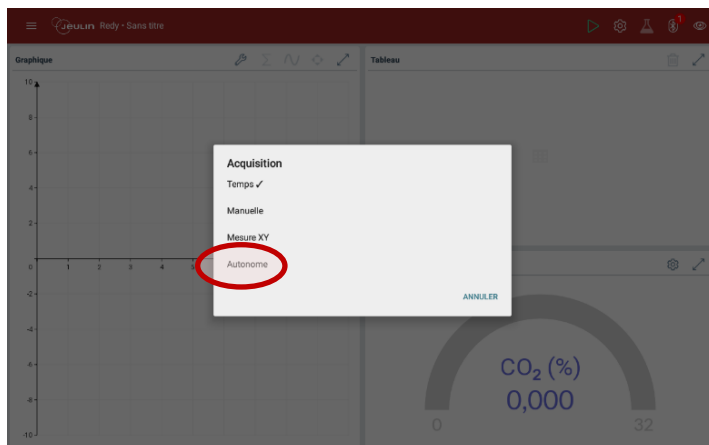 Jeulin Redy • Sans titre
1
Graphique
Tableau
10
8
6
4
2
0 1 2 3 4
-2
-4
-6
-8
-10
Acquisition
Temps ✓
Manuelle
Mesure XY
Autonome
ANNULER
CO₂ (%)
0,000
0 32